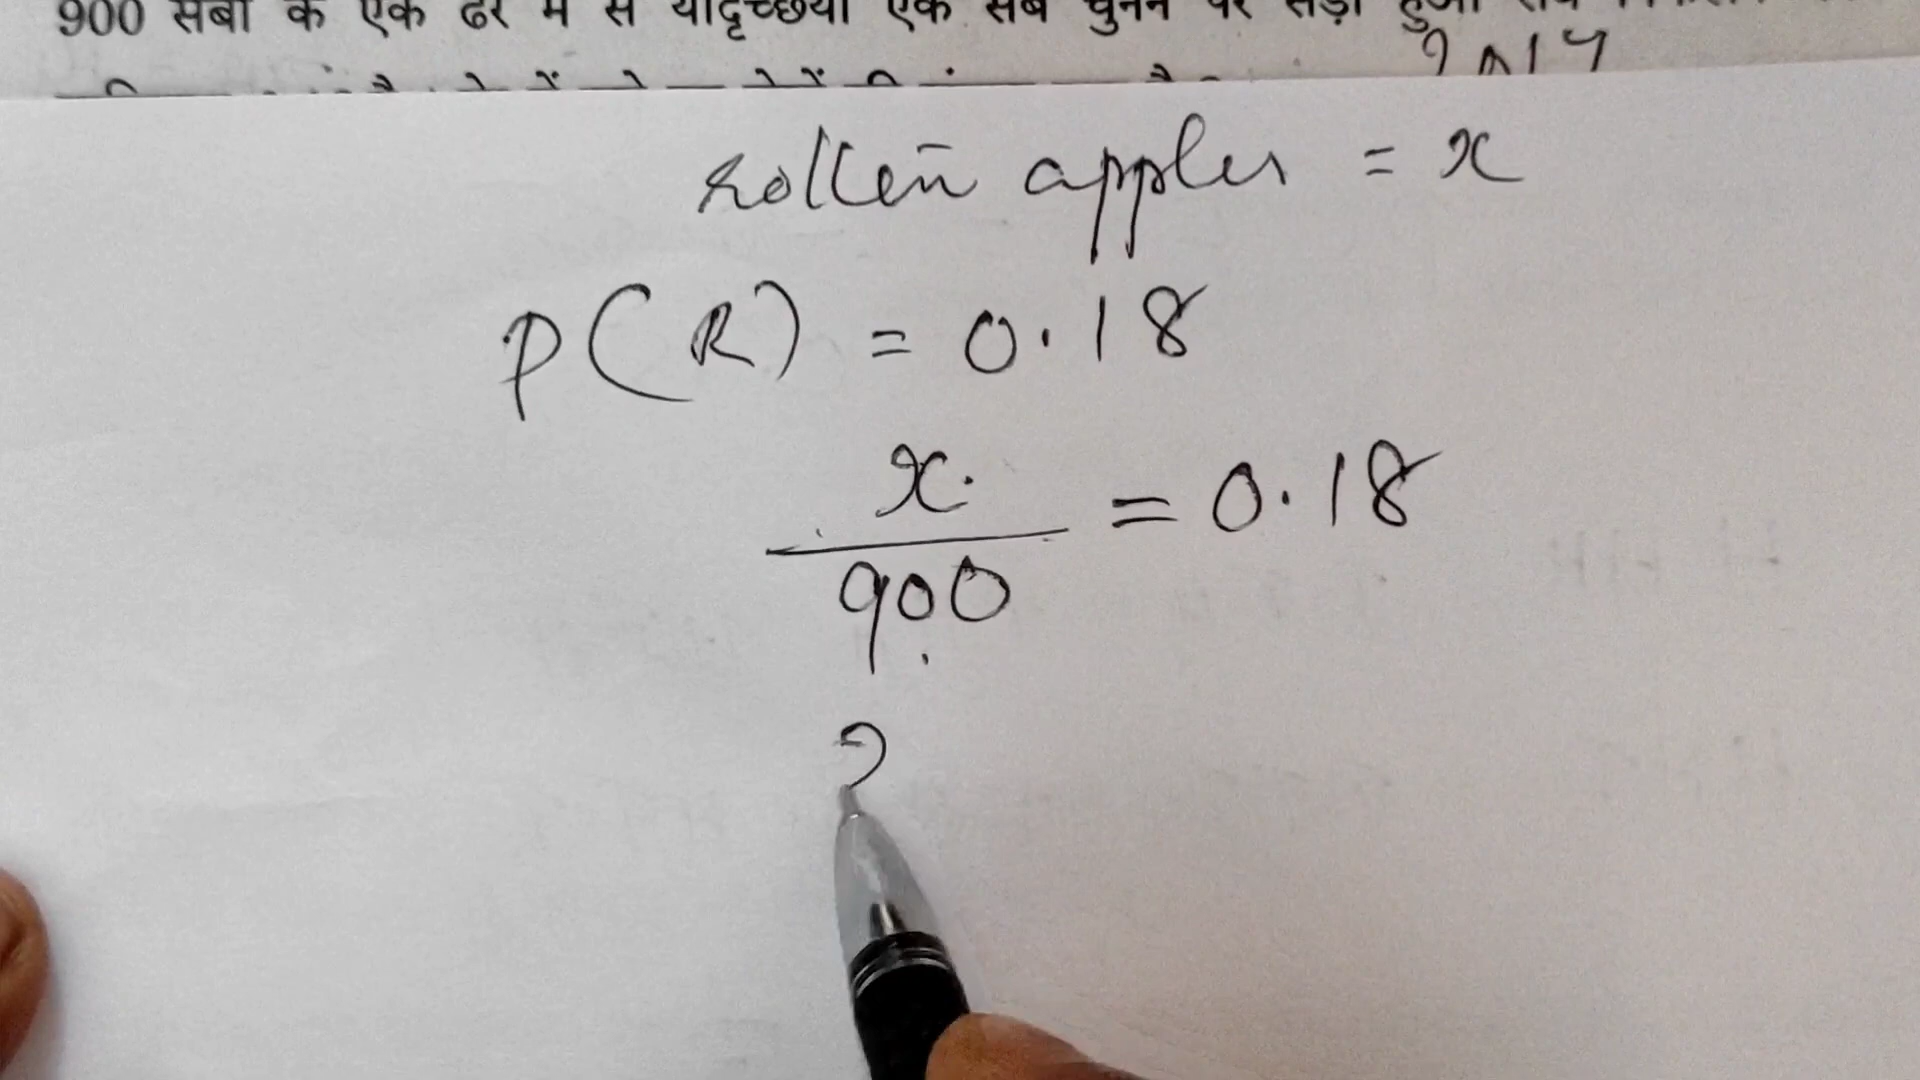 900 सेबों के एक ढेर में से यादृच्छया एक सेब चुनने पर सड़ा हुआ सेब
rotten apples = x
P(R) = 0.18
x/900 = 0.18